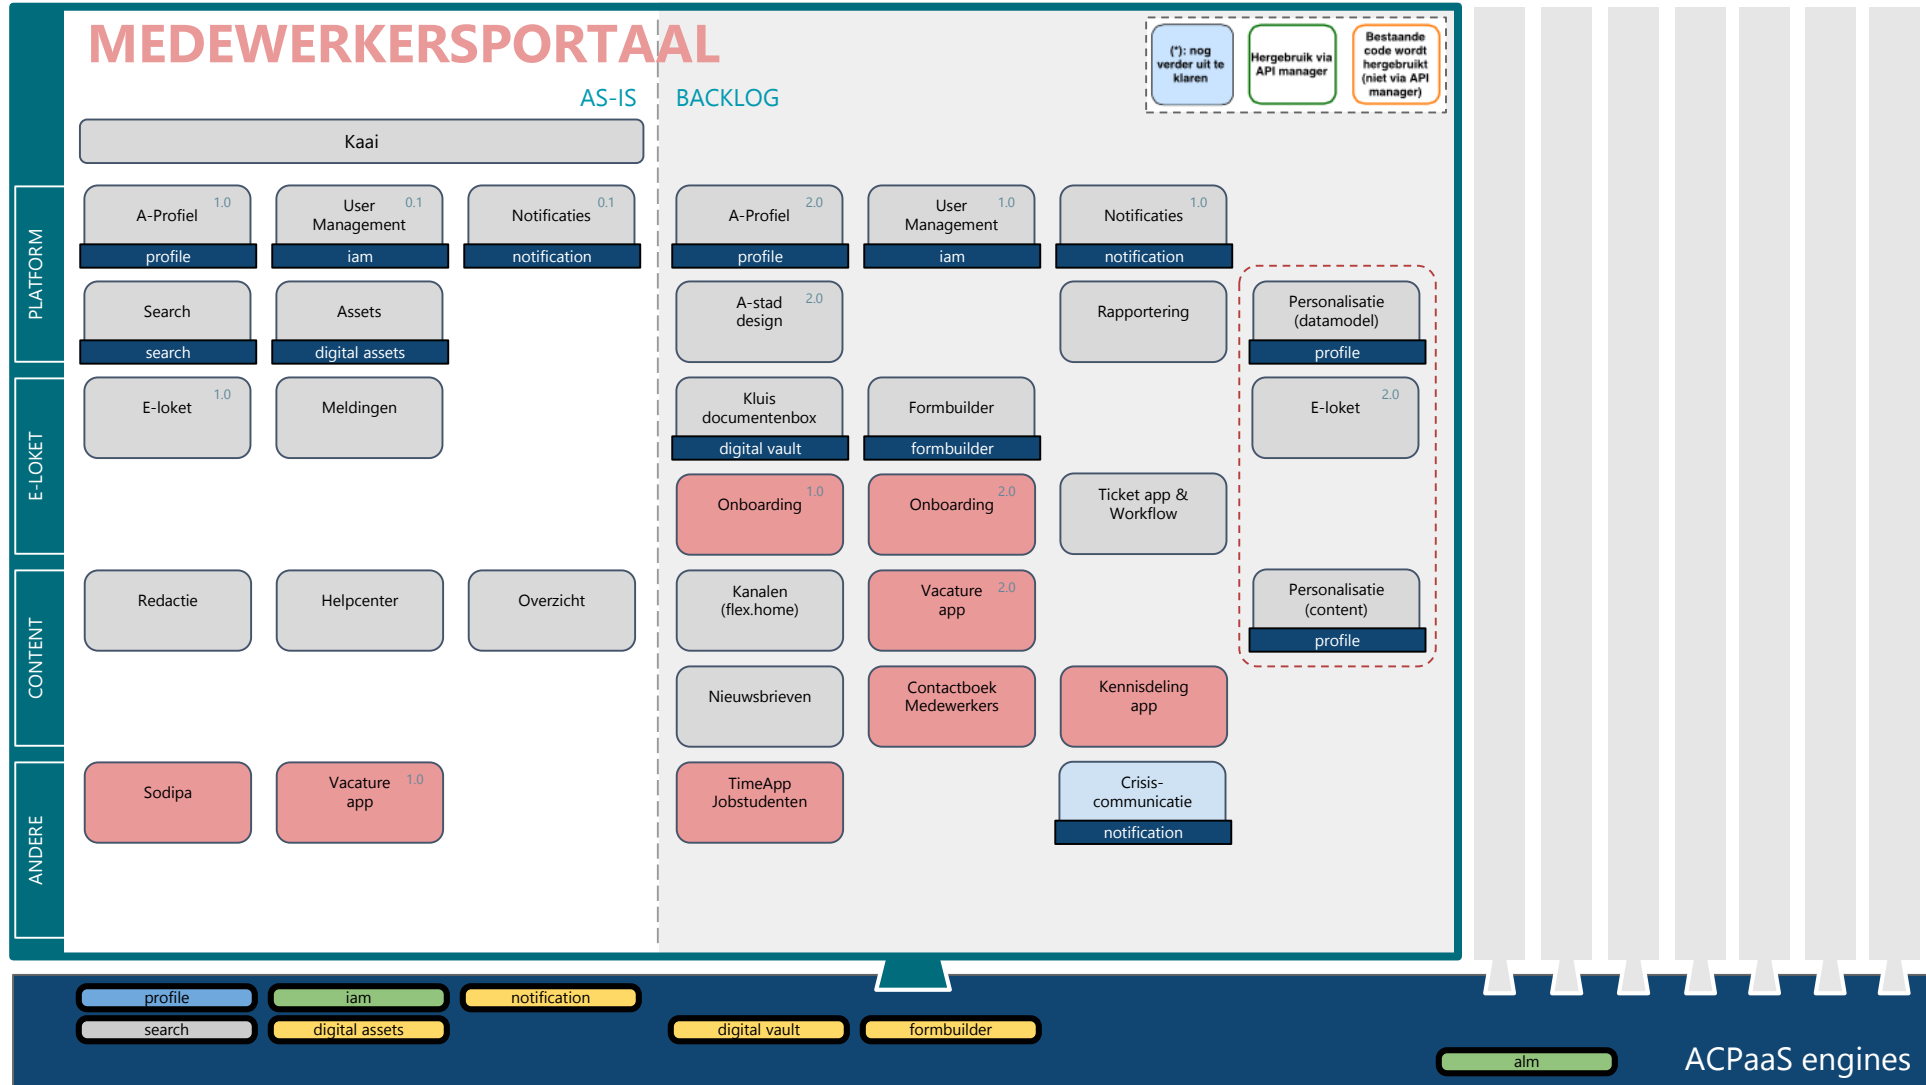 MEDEWERKERSPORTAAL
(*): nog
verder uit te
klaren
Hergebruik via
API manager
Bestaande
code wordt
hergebruikt
(niet via API
manager)
AS-IS
BACKLOG
Kaai
PLATFORM
A-Profiel 1.0
profile
User 0.1
Management
iam
Notificaties 0.1
notification
A-Profiel 2.0
profile
User 1.0
Management
iam
Notificaties 1.0
notification
Search
search
Assets
digital assets
A-stad 2.0
design
Rapportering
Personalisatie
(datamodel)
profile
E-LOKET
E-loket 1.0
Meldingen
Kluis
documentenbox
digital vault
Formbuilder
formbuilder
E-loket 2.0
Onboarding 1.0
Onboarding 2.0
Ticket app &
Workflow
CONTENT
Redactie
Helpcenter
Overzicht
Kanalen
(flex.home)
Vacature 2.0
app
Personalisatie
(content)
profile
Nieuwsbrieven
Contactboek
Medewerkers
Kennisdeling
app
ANDERE
Sodipa
Vacature 1.0
app
TimeApp
Jobstudenten
Crisis-
communicatie
notification
profile
iam
notification
search
digital assets
digital vault
formbuilder
alm
ACPaaS engines